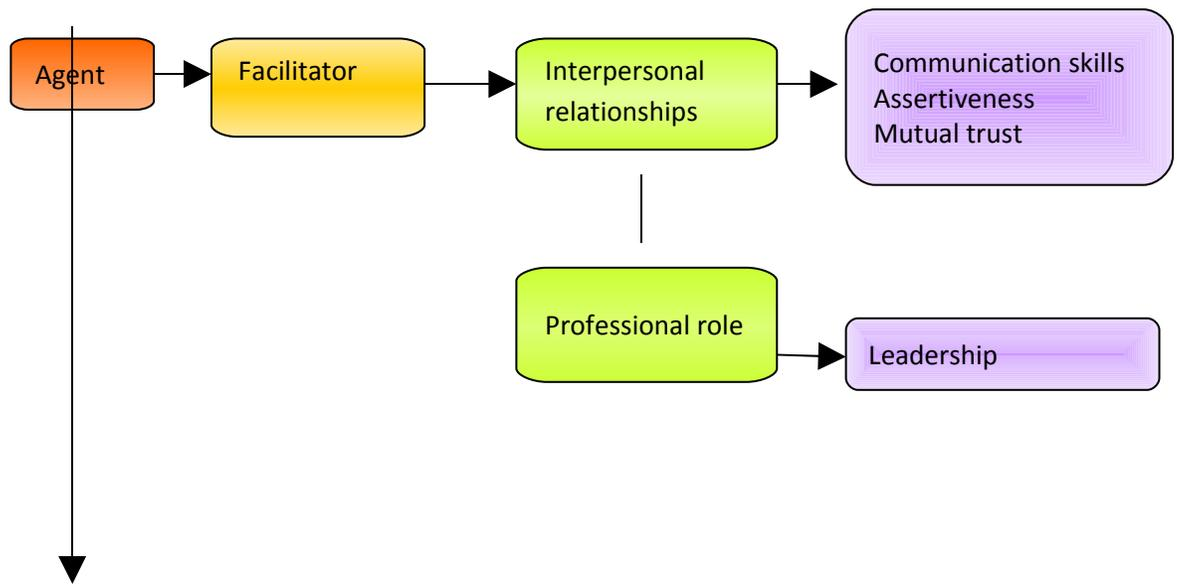 Agent
Facilitator
Interpersonal
relationships
Communication skills
Assertiveness
Mutual trust
Professional role
Leadership